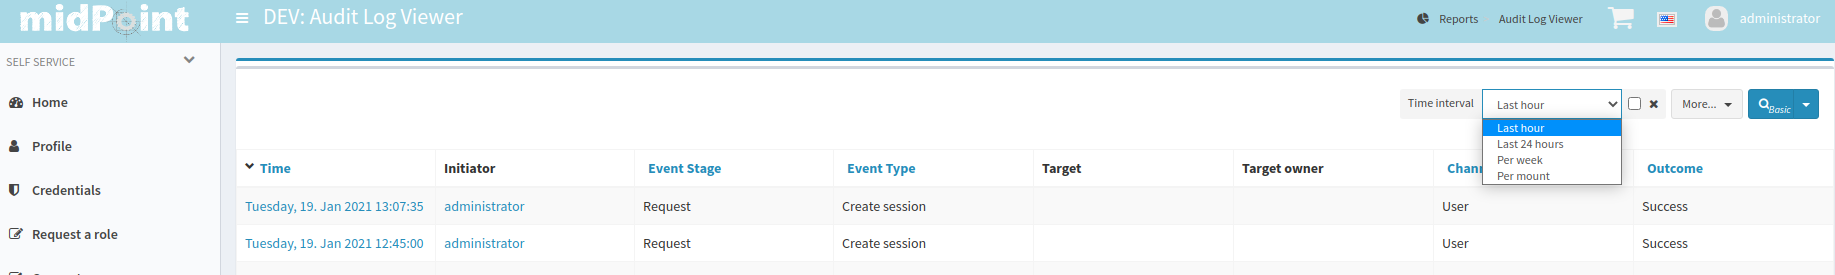 midPoint
DEV: Audit Log Viewer
Reports
Audit Log Viewer
administrator
SELF SERVICE
Home
Profile
Credentials
Request a role
Time interval
Last hour
More...
Basic
Last hour
Last 24 hours
Per week
Per mount
Time Initiator Event Stage Event Type Target Target owner Chann Outcome
Tuesday, 19. Jan 2021 13:07:35 administrator Request Create session User Success
Tuesday, 19. Jan 2021 12:45:00 administrator Request Create session User Success